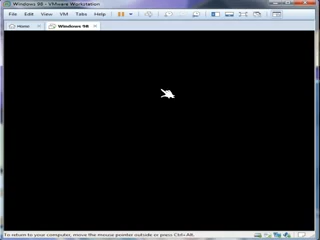 Windows 98 - VMware Workstation
File Edit View VM Tabs Help
Home Windows 98
To return to your computer, move the mouse pointer outside or press Ctrl+Alt.